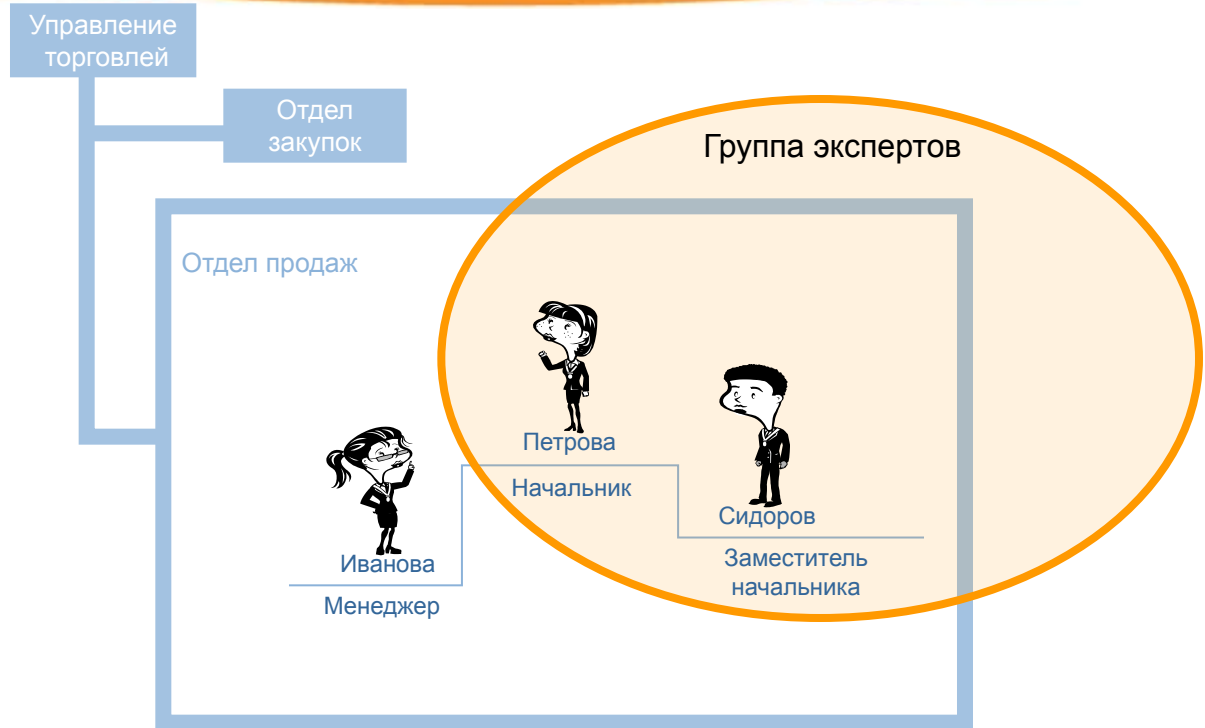 Управление
торговлей
Отдел
закупок
Группа экспертов
Отдел продаж
Петрова
Начальник
Сидоров
Заместитель
начальника
Иванова
Менеджер